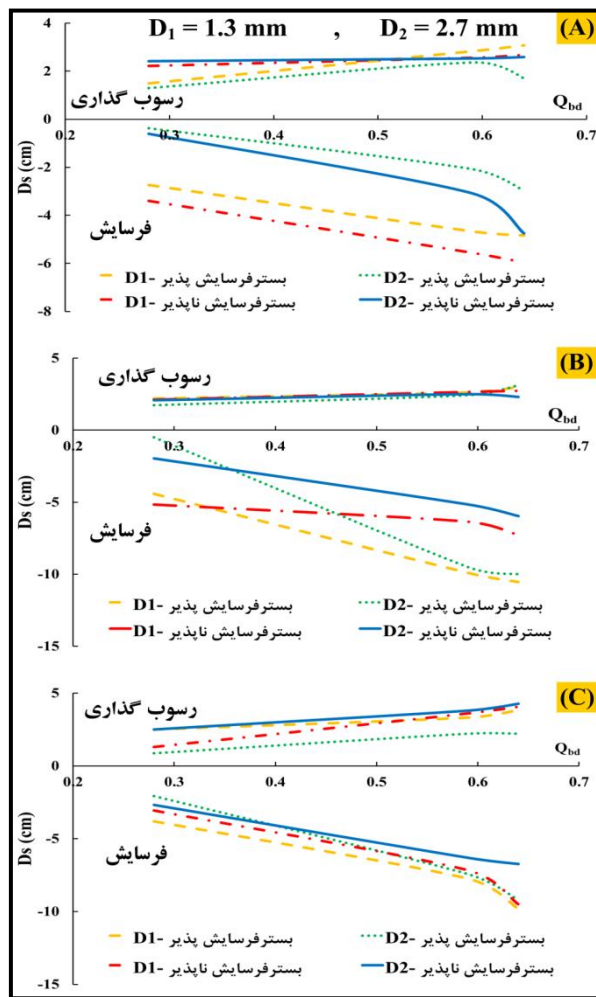 D1 = 1.3 mm , D2 = 2.7 mm
(A)
4
2
0
-2
-4
-6
-8
Ds (cm)
رسوب گذاری
Qbd
0.2 0.3 0.4 0.5 0.6 0.7
فرسایش
D1- بسترفرسایش پذیر
D2- بسترفرسایش پذیر
D1- بسترفرسایش ناپذیر
D2- بسترفرسایش ناپذیر
(B)
5
0
-5
-10
-15
Ds (cm)
رسوب گذاری
Qbd
0.2 0.3 0.4 0.5 0.6 0.7
فرسایش
D1- بسترفرسایش پذیر
D2- بسترفرسایش پذیر
D1- بسترفرسایش ناپذیر
D2- بسترفرسایش ناپذیر
(C)
5
0
-5
-10
-15
Ds (cm)
رسوب گذاری
Qbd
0.2 0.3 0.4 0.5 0.6 0.7
فرسایش
D1- بسترفرسایش پذیر
D2- بسترفرسایش پذیر
D1- بسترفرسایش ناپذیر
D2- بسترفرسایش ناپذیر